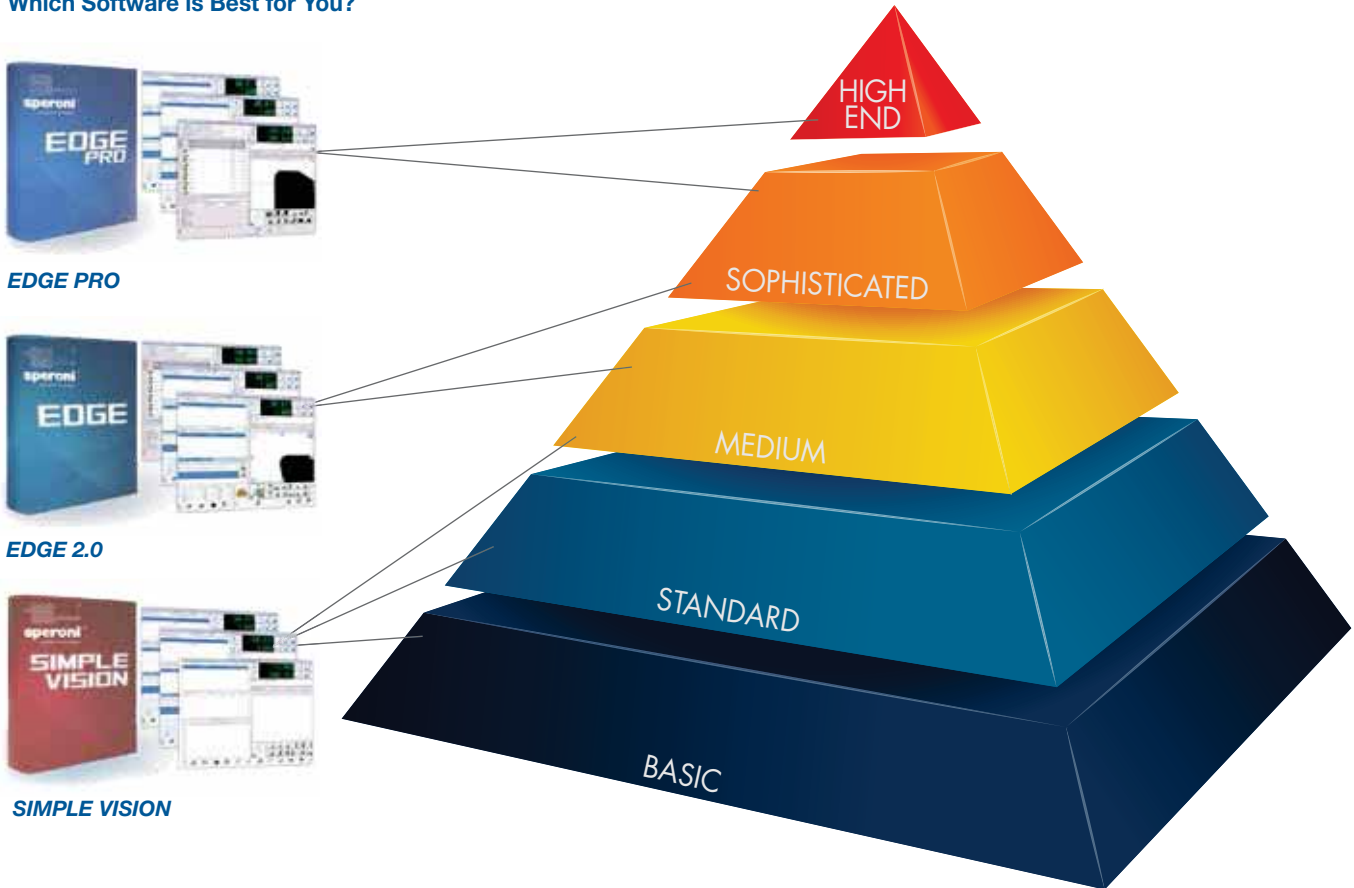 Which Software is Best for You?
speroni
EDGE
PRO
EDGE PRO
speroni
EDGE
EDGE 2.0
speroni
SIMPLE
VISION
SIMPLE VISION
HIGH
END
SOPHISTICATED
MEDIUM
STANDARD
BASIC